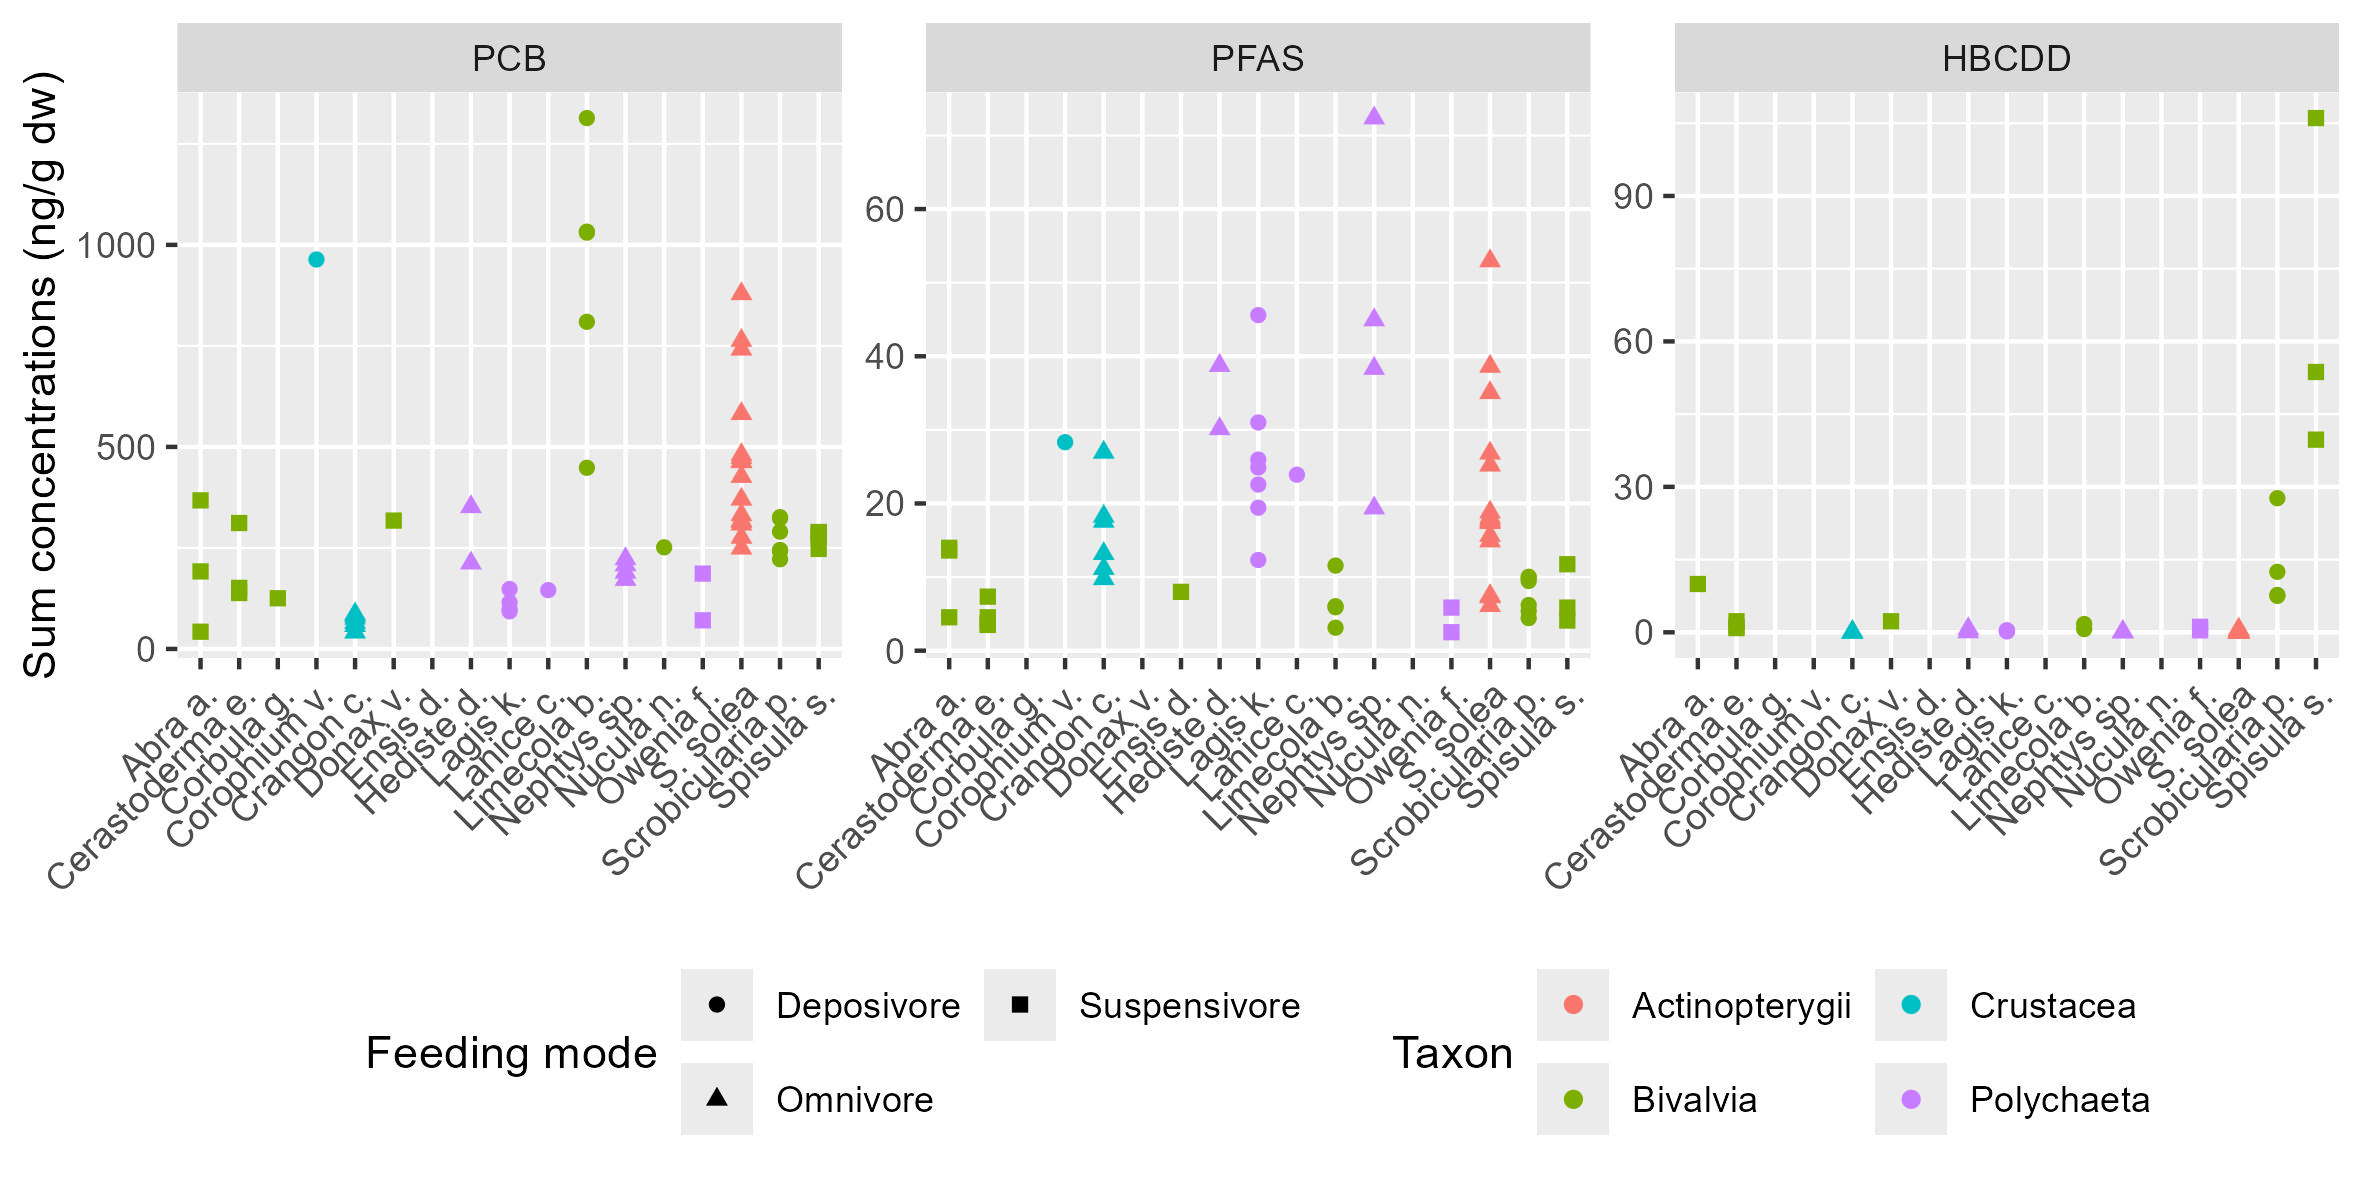 PCB
PFAS
HBCDD
Sum concentrations (ng/g dw)
1000
500
0
60
40
20
0
90
60
30
0
Abra a.
Cerastoderma e.
Corbula g.
Corophium v.
Crangon c.
Donax v.
Ensis d.
Hediste d.
Lagis k.
Lanice c.
Limecola b.
Nephtys sp.
Nucula n.
Owenia f.
S. solea
Scrobicularia p.
Spisula s.
Abra a.
Cerastoderma e.
Corbula g.
Corophium v.
Crangon c.
Donax v.
Ensis d.
Hediste d.
Lagis k.
Lanice c.
Limecola b.
Nephtys sp.
Nucula n.
Owenia f.
S. solea
Scrobicularia p.
Spisula s.
Abra a.
Cerastoderma e.
Corbula g.
Corophium v.
Crangon c.
Donax v.
Ensis d.
Hediste d.
Lagis k.
Lanice c.
Limecola b.
Nephtys sp.
Nucula n.
Owenia f.
S. solea
Scrobicularia p.
Spisula s.
Feeding mode
Deposivore
Suspensivore
Omnivore
Taxon
Actinopterygii
Crustacea
Bivalvia
Polychaeta